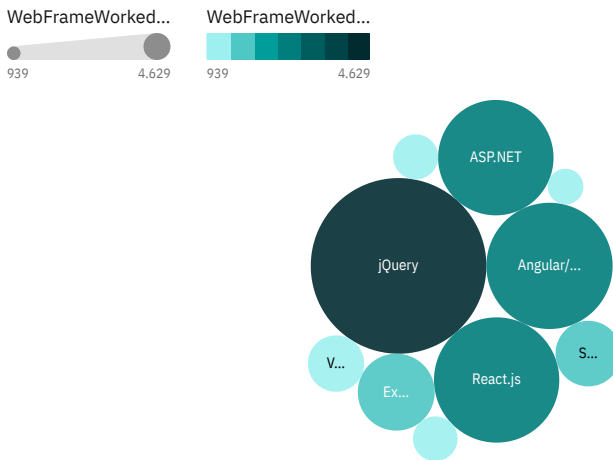 WebFrameWorked... WebFrameWorked...
939 4.629 939 4.629
ASP.NET
jQuery Angular/...
S...
V...
React.js
Ex...